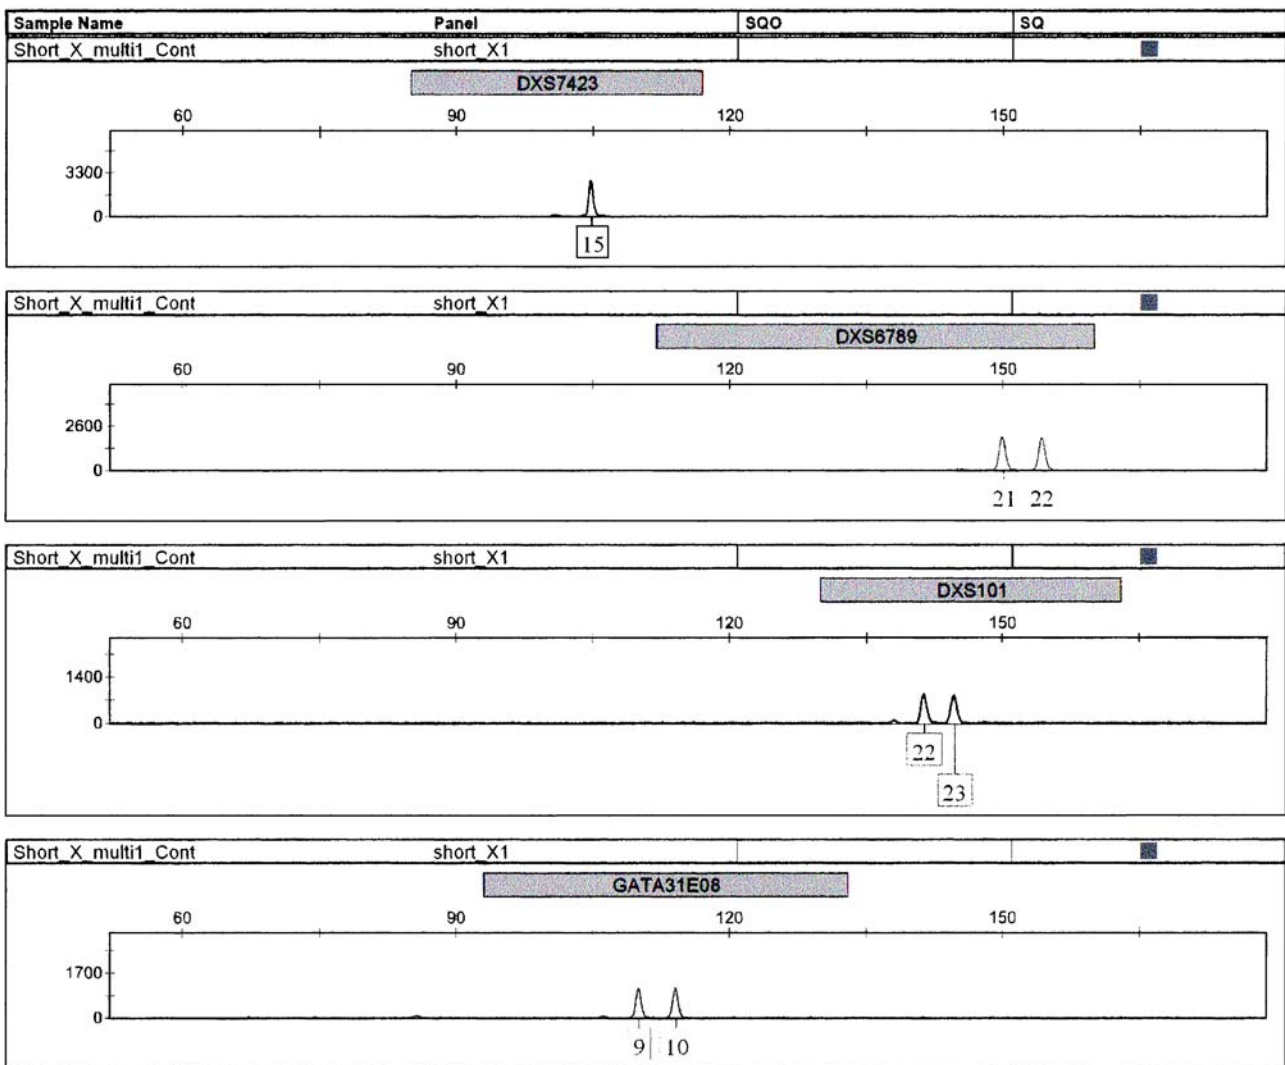 Sample Name Panel SQO SQ
Short_X_multi1_Cont short_X1
DXS7423
60 90 120 150
3300
0
15
Short_X_multi1_Cont short_X1
DXS6789
60 90 120 150
2600
0
21 22
Short_X_multi1_Cont short_X1
DXS101
60 90 120 150
1400
0
22
23
Short_X_multi1_Cont short_X1
GATA31E08
60 90 120 150
1700
0
9 10